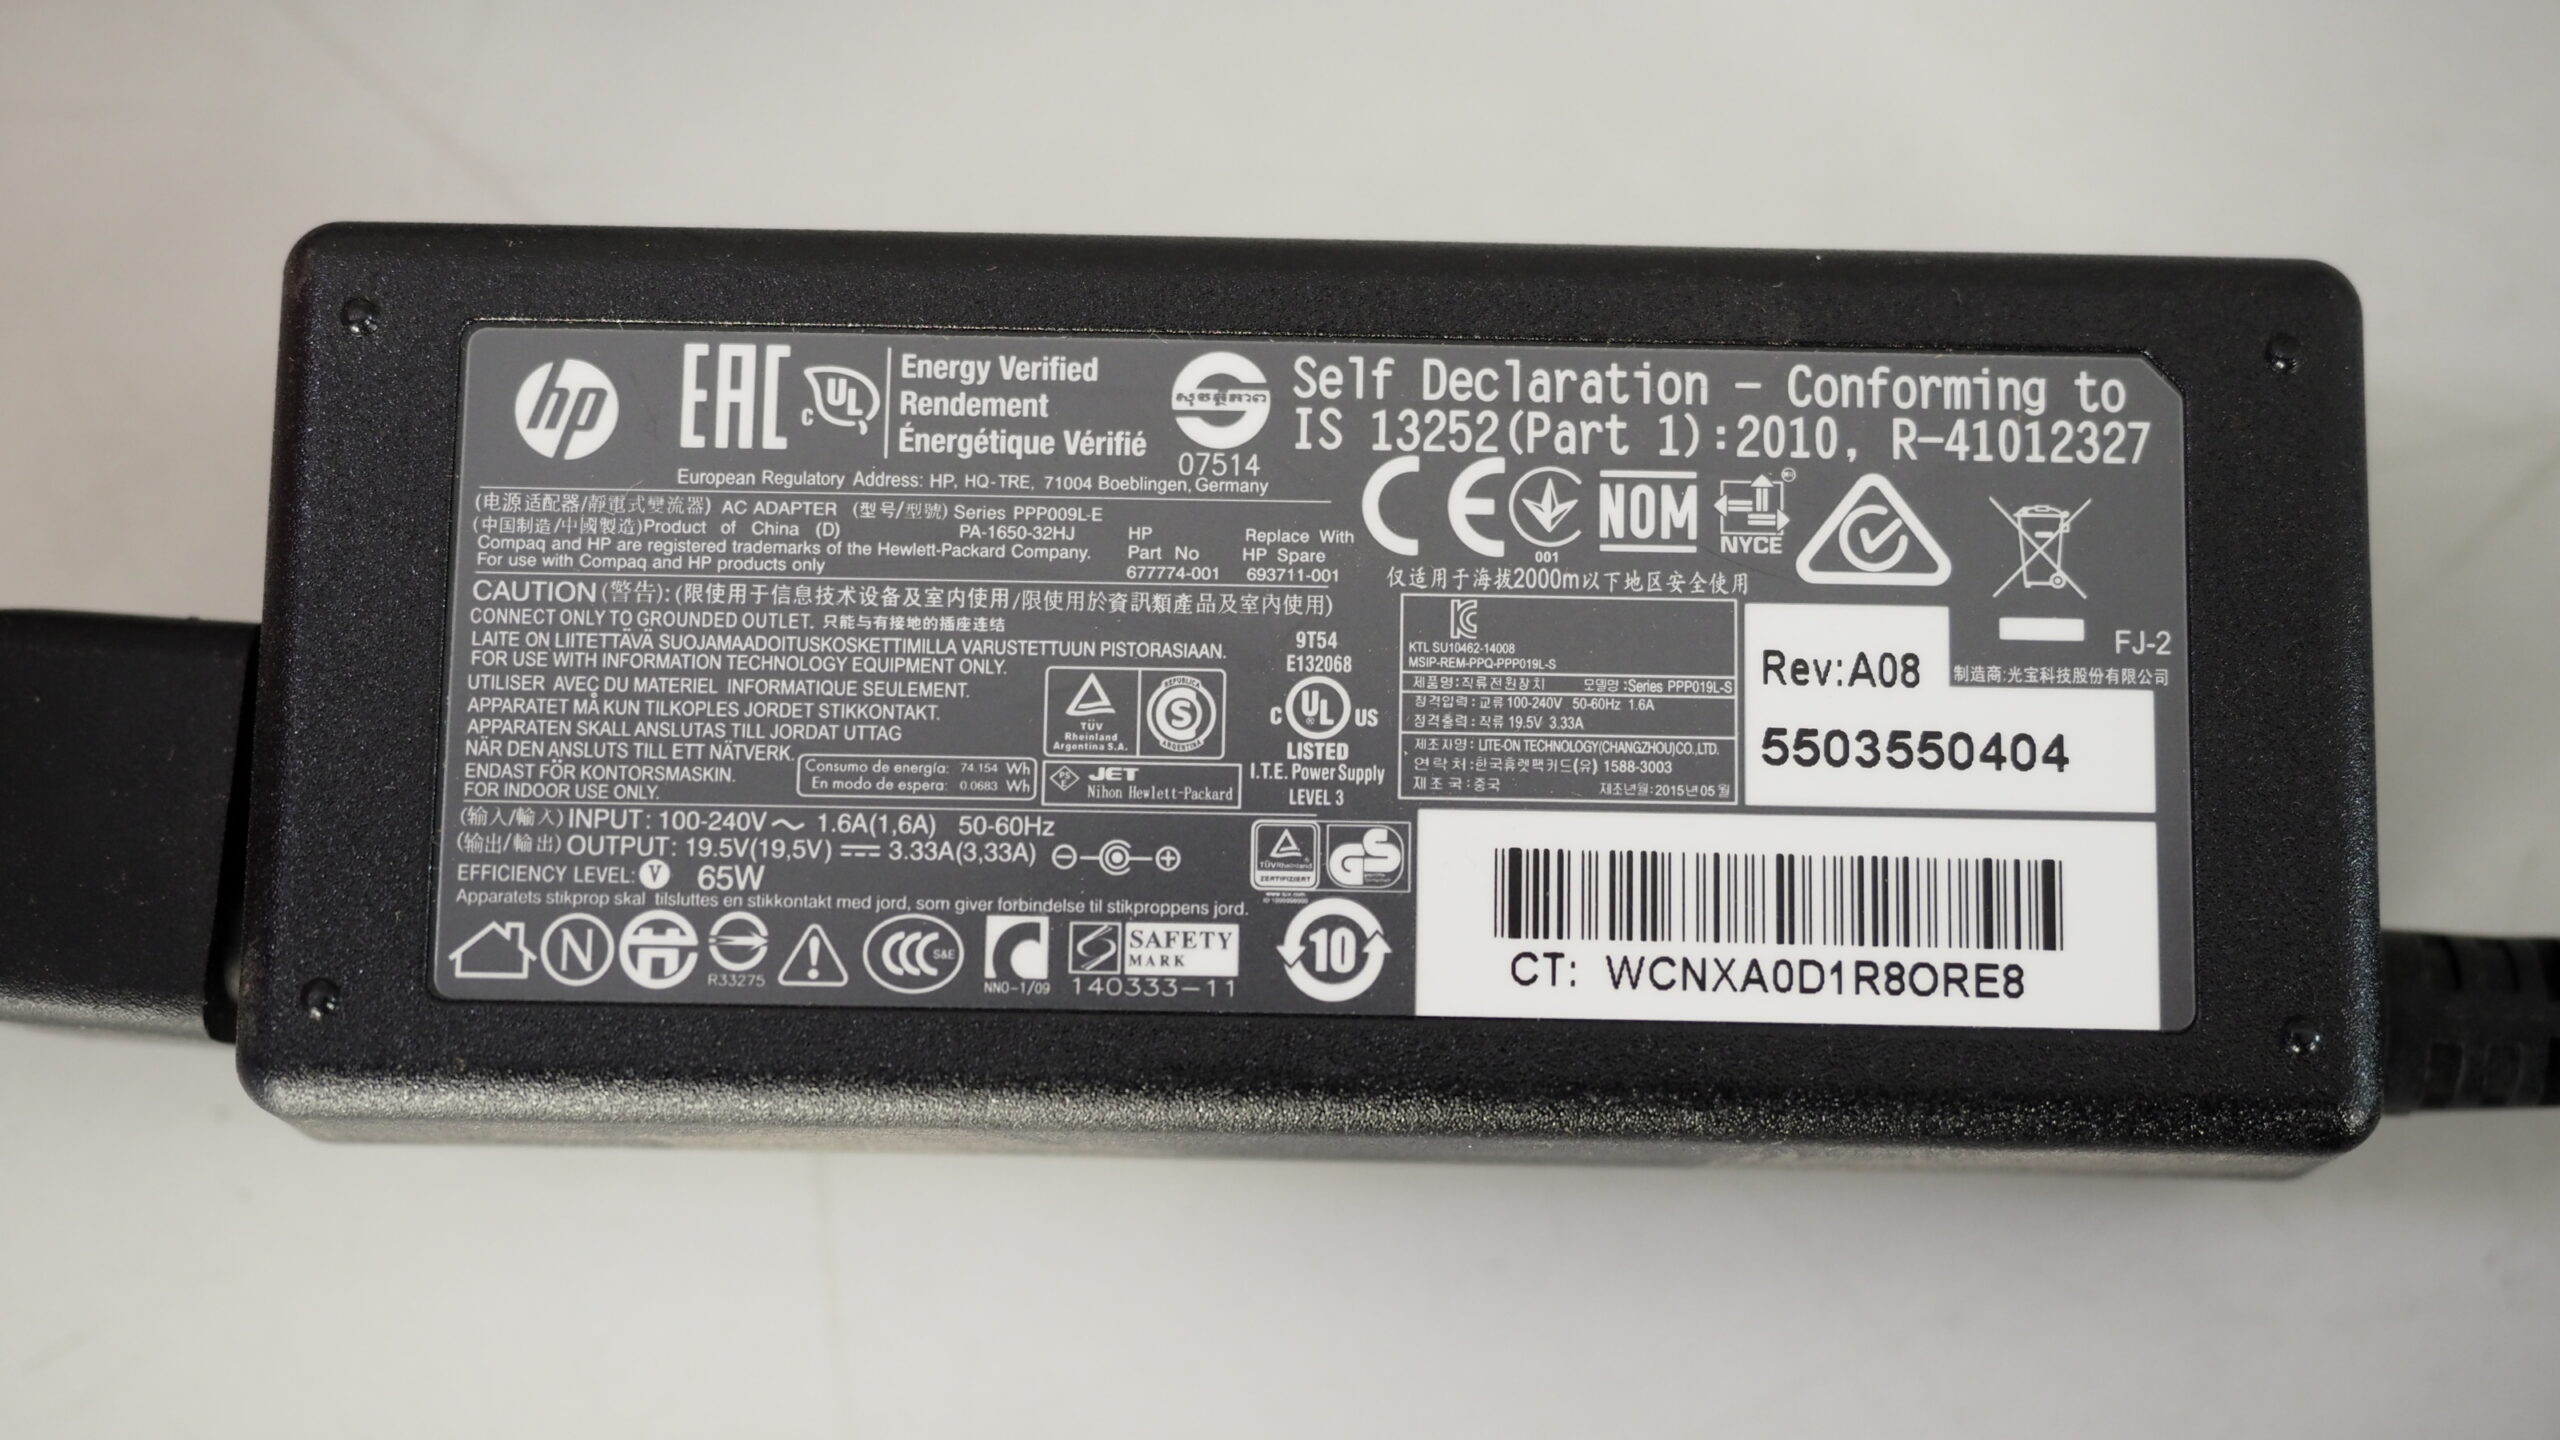 hp
EAC
c UL
Energy Verified
Rendement
Énergétique Vérifié
07514
Self Declaration - Conforming to
IS 13252(Part 1):2010, R-41012327
European Regulatory Address: HP, HQ-TRE, 71004 Boeblingen, Germany
(电源适配器/靜電式變流器) AC ADAPTER (型号/型號) Series PPP009L-E
(中国制造/中國製造)Product of China (D) PA-1650-32HJ
Compaq and HP are registered trademarks of the Hewlett-Packard Company.
For use with Compaq and HP products only
HP
Part No
677774-001
Replace With
HP Spare
693711-001
CE
001
NOM
NYCE
仅适用于海拔2000m以下地区安全使用
CAUTION (警告): (限使用于信息技术设备及室内使用/限使用於資訊類產品及室內使用)
CONNECT ONLY TO GROUNDED OUTLET. 只能与有接地的插座连结
LAITE ON LIITETTÄVÄ SUOJAMAADOITUSKOSKETTIMILLA VARUSTETTUUN PISTORASIAAN.
FOR USE WITH INFORMATION TECHNOLOGY EQUIPMENT ONLY.
UTILISER AVEC DU MATERIEL INFORMATIQUE SEULEMENT.
APPARATET MÅ KUN TILKOPLES JORDET STIKKONTAKT.
APPARATEN SKALL ANSLUTAS TILL JORDAT UTTAG
NÄR DEN ANSLUTS TILL ETT NÄTVERK.
ENDAST FÖR KONTORSMASKIN.
FOR INDOOR USE ONLY.
Consumo de energía: 74.154 Wh
En modo de espera: 0.0683 Wh
TÜV
Rheinland
Argentina S.A.
REPUBLICA
S
ARGENTINA
PS
E
JET
Nihon Hewlett-Packard
9T54
E132068
c UL US
LISTED
I.T.E. Power Supply
LEVEL 3
KC
KTL SU10462-14008
MSIP-REM-PPQ-PPP019L-S
제품명:직류전원장치 모델명:Series PPP019L-S
정격입력:교류 100-240V 50-60Hz 1.6A
정격출력:직류 19.5V 3.33A
제조자명: LITE-ON TECHNOLOGY(CHANGZHOU)CO.,LTD.
연락처:한국휴렛팩키드(유) 1588-3003
제조국:중국 제조년월:2015년05월
Rev:A08
5503550404
FJ-2
制造商:光宝科技股份有限公司
(输入/輸入) INPUT: 100-240V～ 1.6A(1,6A) 50-60Hz
(输出/輸出) OUTPUT: 19.5V(19,5V) ⎓ 3.33A(3,33A)
EFFICIENCY LEVEL: V 65W
Apparatets stikprop skal tilsluttes en stikkontakt med jord, som giver forbindelse til stikproppens jord.
TÜVRheinland
ZERTIFIZIERT
GS
N
R33275
CCC S&E
NNO-1/09
SAFETY
MARK
140333-11
10
CT: WCNXA0D1R8ORE8